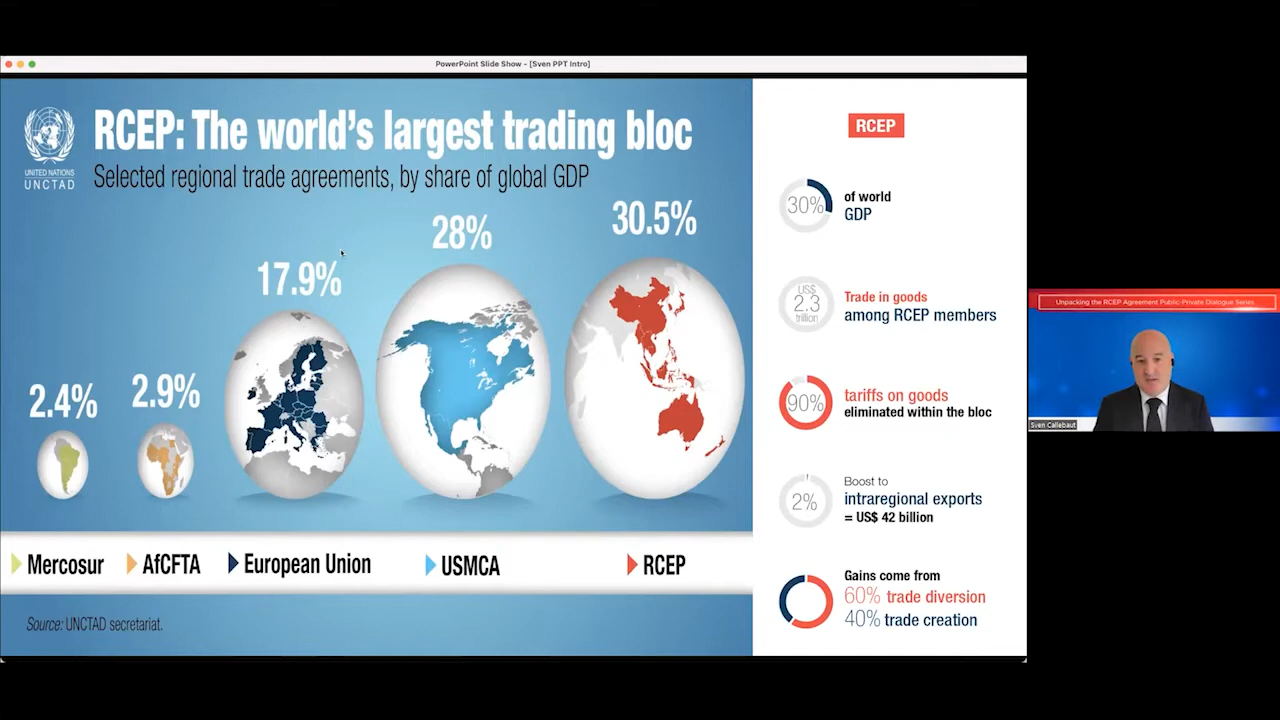 PowerPoint Slide Show - [Sven PPT Intro]
RCEP: The world's largest trading bloc
Selected regional trade agreements, by share of global GDP
UNITED NATIONS
UNCTAD
2.4%
2.9%
17.9%
28%
30.5%
Mercosur
AfCFTA
European Union
USMCA
RCEP
Source: UNCTAD secretariat.
RCEP
30%
of world
GDP
US$
2.3
trillion
Trade in goods
among RCEP members
90%
tariffs on goods
eliminated within the bloc
2%
Boost to
intraregional exports
= US$ 42 billion
Gains come from
60% trade diversion
40% trade creation
Unpacking the RCEP Agreement Public-Private Dialogue Series
Sven Callebaut